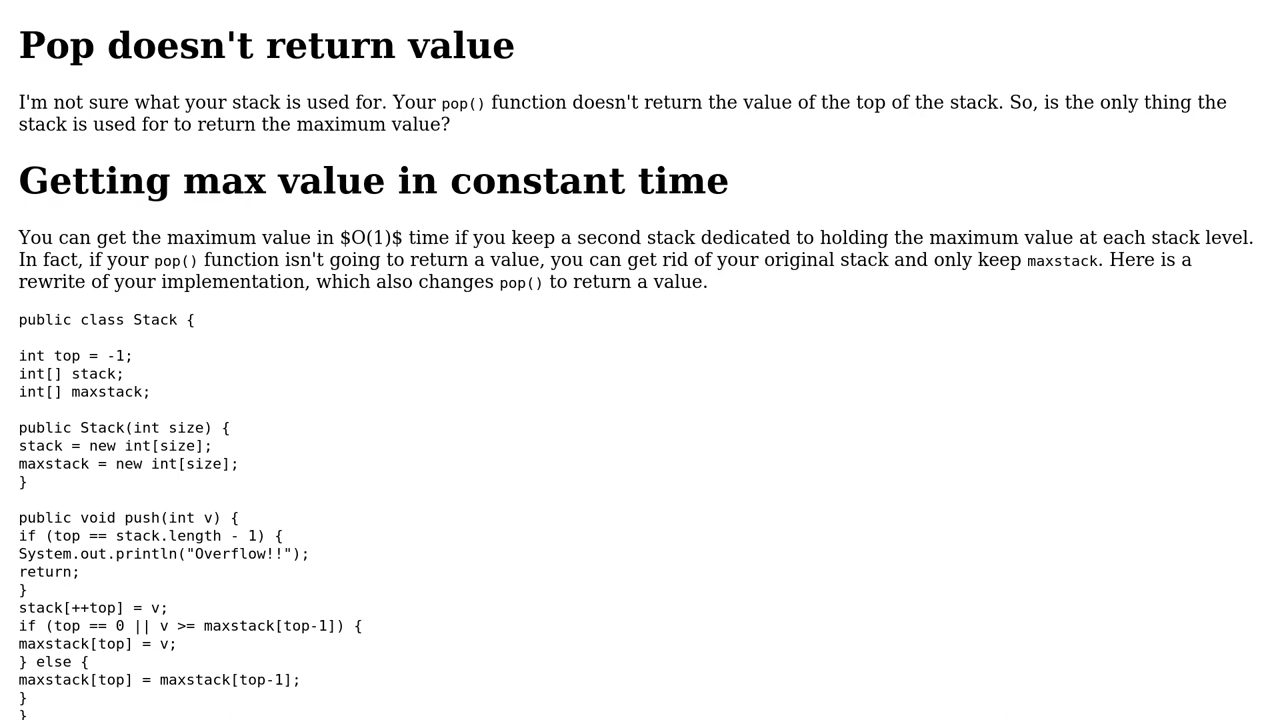 Pop doesn't return value
I'm not sure what your stack is used for. Your pop() function doesn't return the value of the top of the stack. So, is the only thing the
stack is used for to return the maximum value?
Getting max value in constant time
You can get the maximum value in $O(1)$ time if you keep a second stack dedicated to holding the maximum value at each stack level.
In fact, if your pop() function isn't going to return a value, you can get rid of your original stack and only keep maxstack. Here is a
rewrite of your implementation, which also changes pop() to return a value.
public class Stack {
int top = -1;
int[] stack;
int[] maxstack;
public Stack(int size) {
stack = new int[size];
maxstack = new int[size];
}
public void push(int v) {
if (top == stack.length - 1) {
System.out.println("Overflow!!");
return;
}
stack[++top] = v;
if (top == 0 || v >= maxstack[top-1]) {
maxstack[top] = v;
} else {
maxstack[top] = maxstack[top-1];
}
}